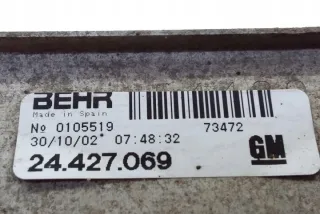 BEHR
Made in Spain
No 0105519 73472
30/10/02 07:48:32
24.427.069 GM